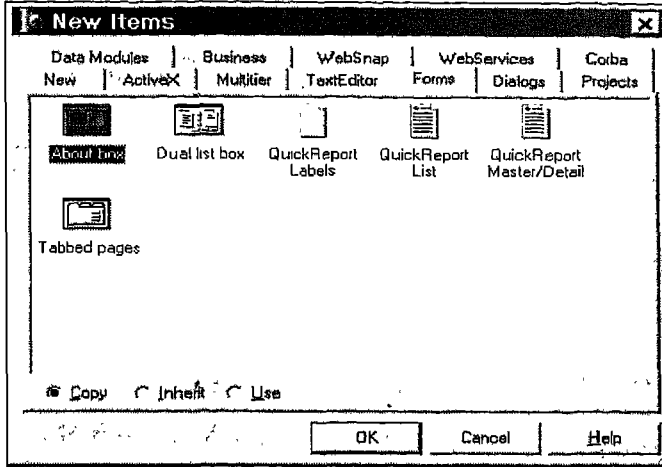 New Items
Data Modules Business WebSnap WebServices Corba
New ActiveX Multitier TextEditor Forms Dialogs Projects
About box Dual list box QuickReport Labels QuickReport List QuickReport Master/Detail
Tabbed pages
Copy Inherit Use
OK Cancel Help